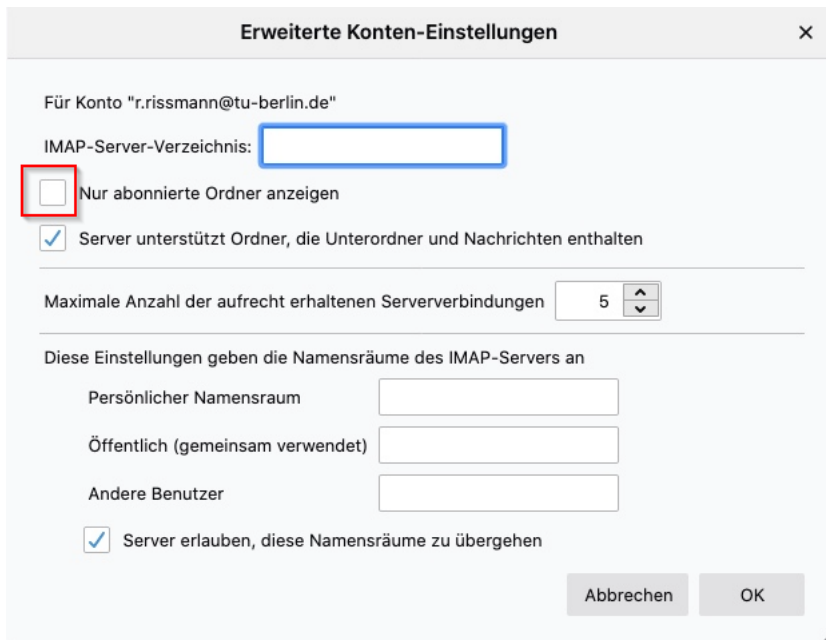 Erweiterte Konten-Einstellungen
Für Konto "r.rissmann@tu-berlin.de"
IMAP-Server-Verzeichnis:
Nur abonnierte Ordner anzeigen
Server unterstützt Ordner, die Unterordner und Nachrichten enthalten
Maximale Anzahl der aufrecht erhaltenen Serververbindungen 5
Diese Einstellungen geben die Namensräume des IMAP-Servers an
Persönlicher Namensraum
Öffentlich (gemeinsam verwendet)
Andere Benutzer
Server erlauben, diese Namensräume zu übergehen
Abbrechen OK